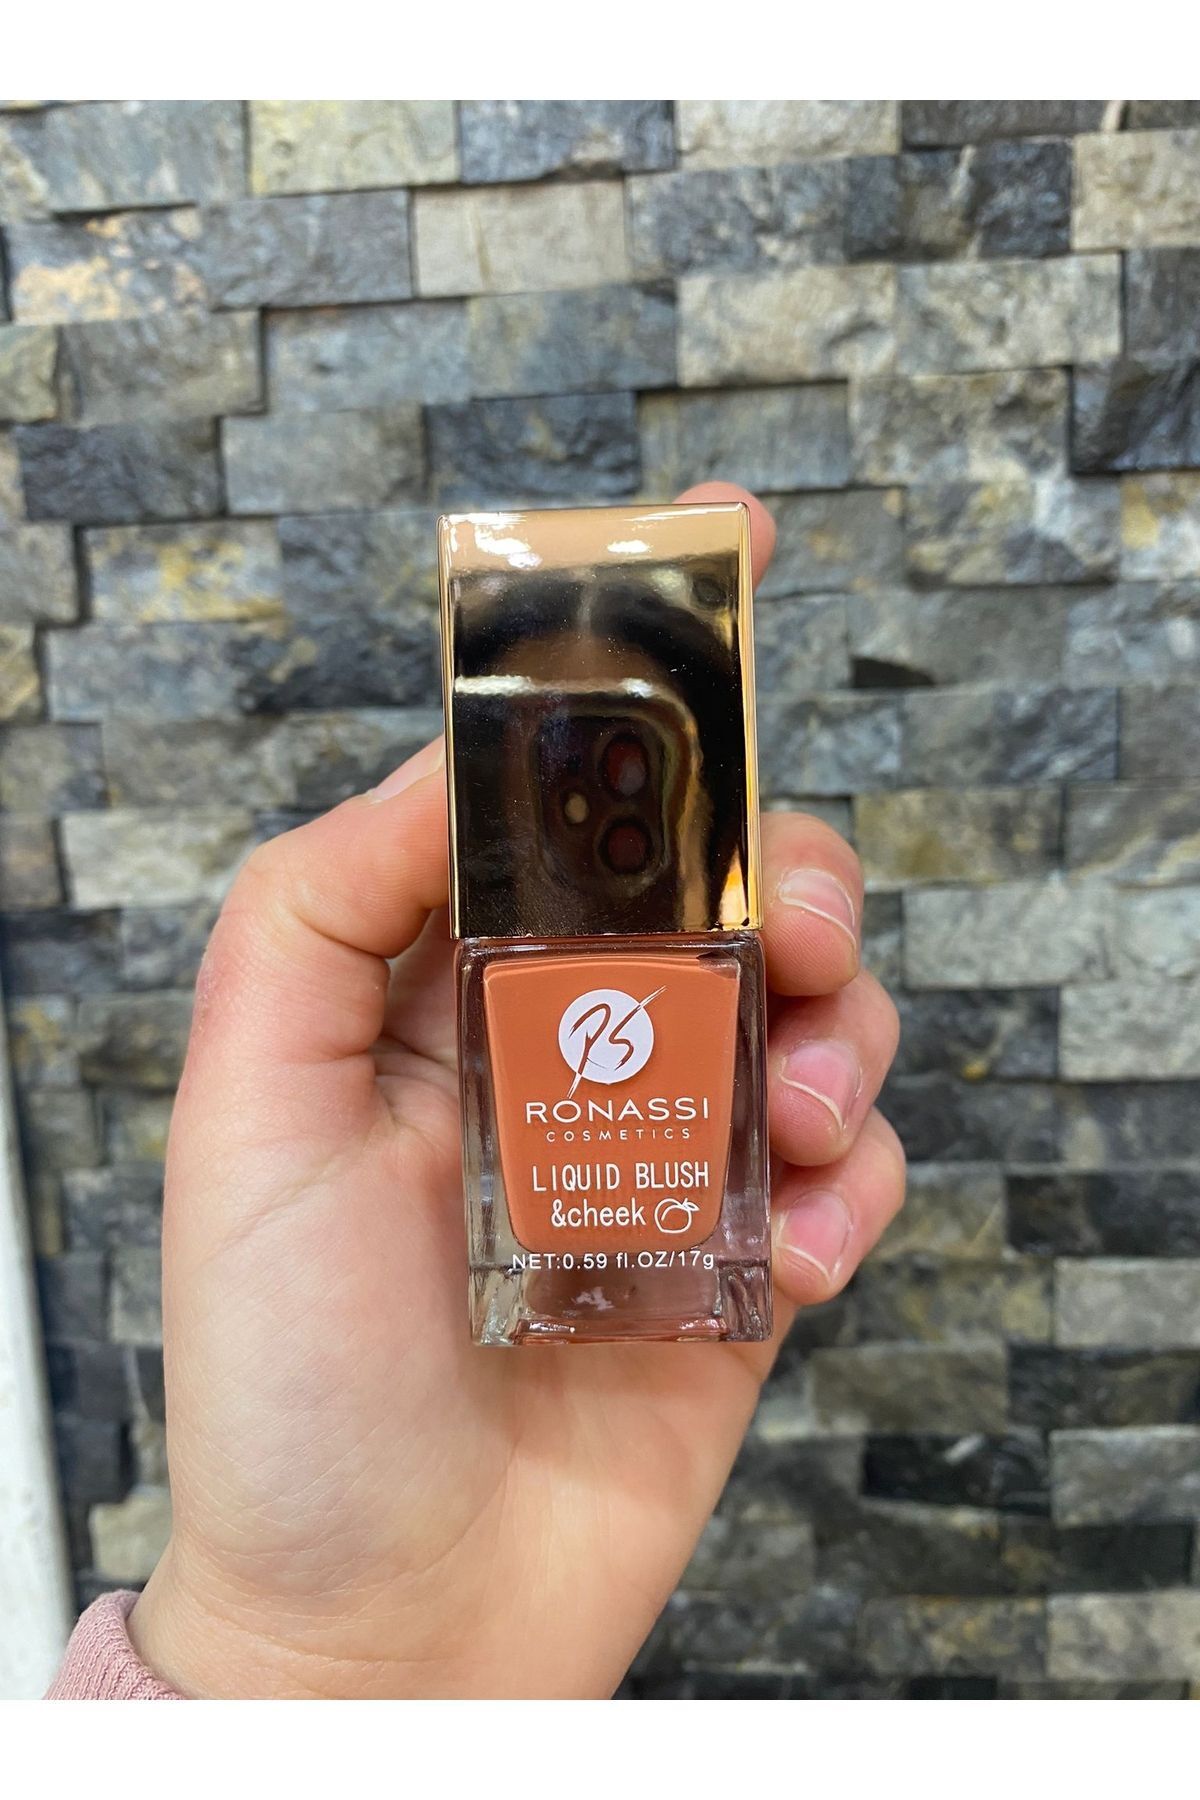 RS
RONASSI
COSMETICS
LIQUID BLUSH
&cheek
NET:0.59 fl.OZ/17g